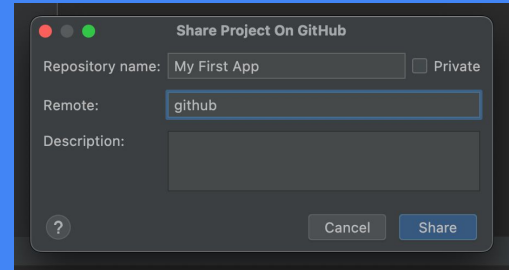 Share Project On GitHub
Repository name: My First App Private
Remote: github
Description:
? Cancel Share